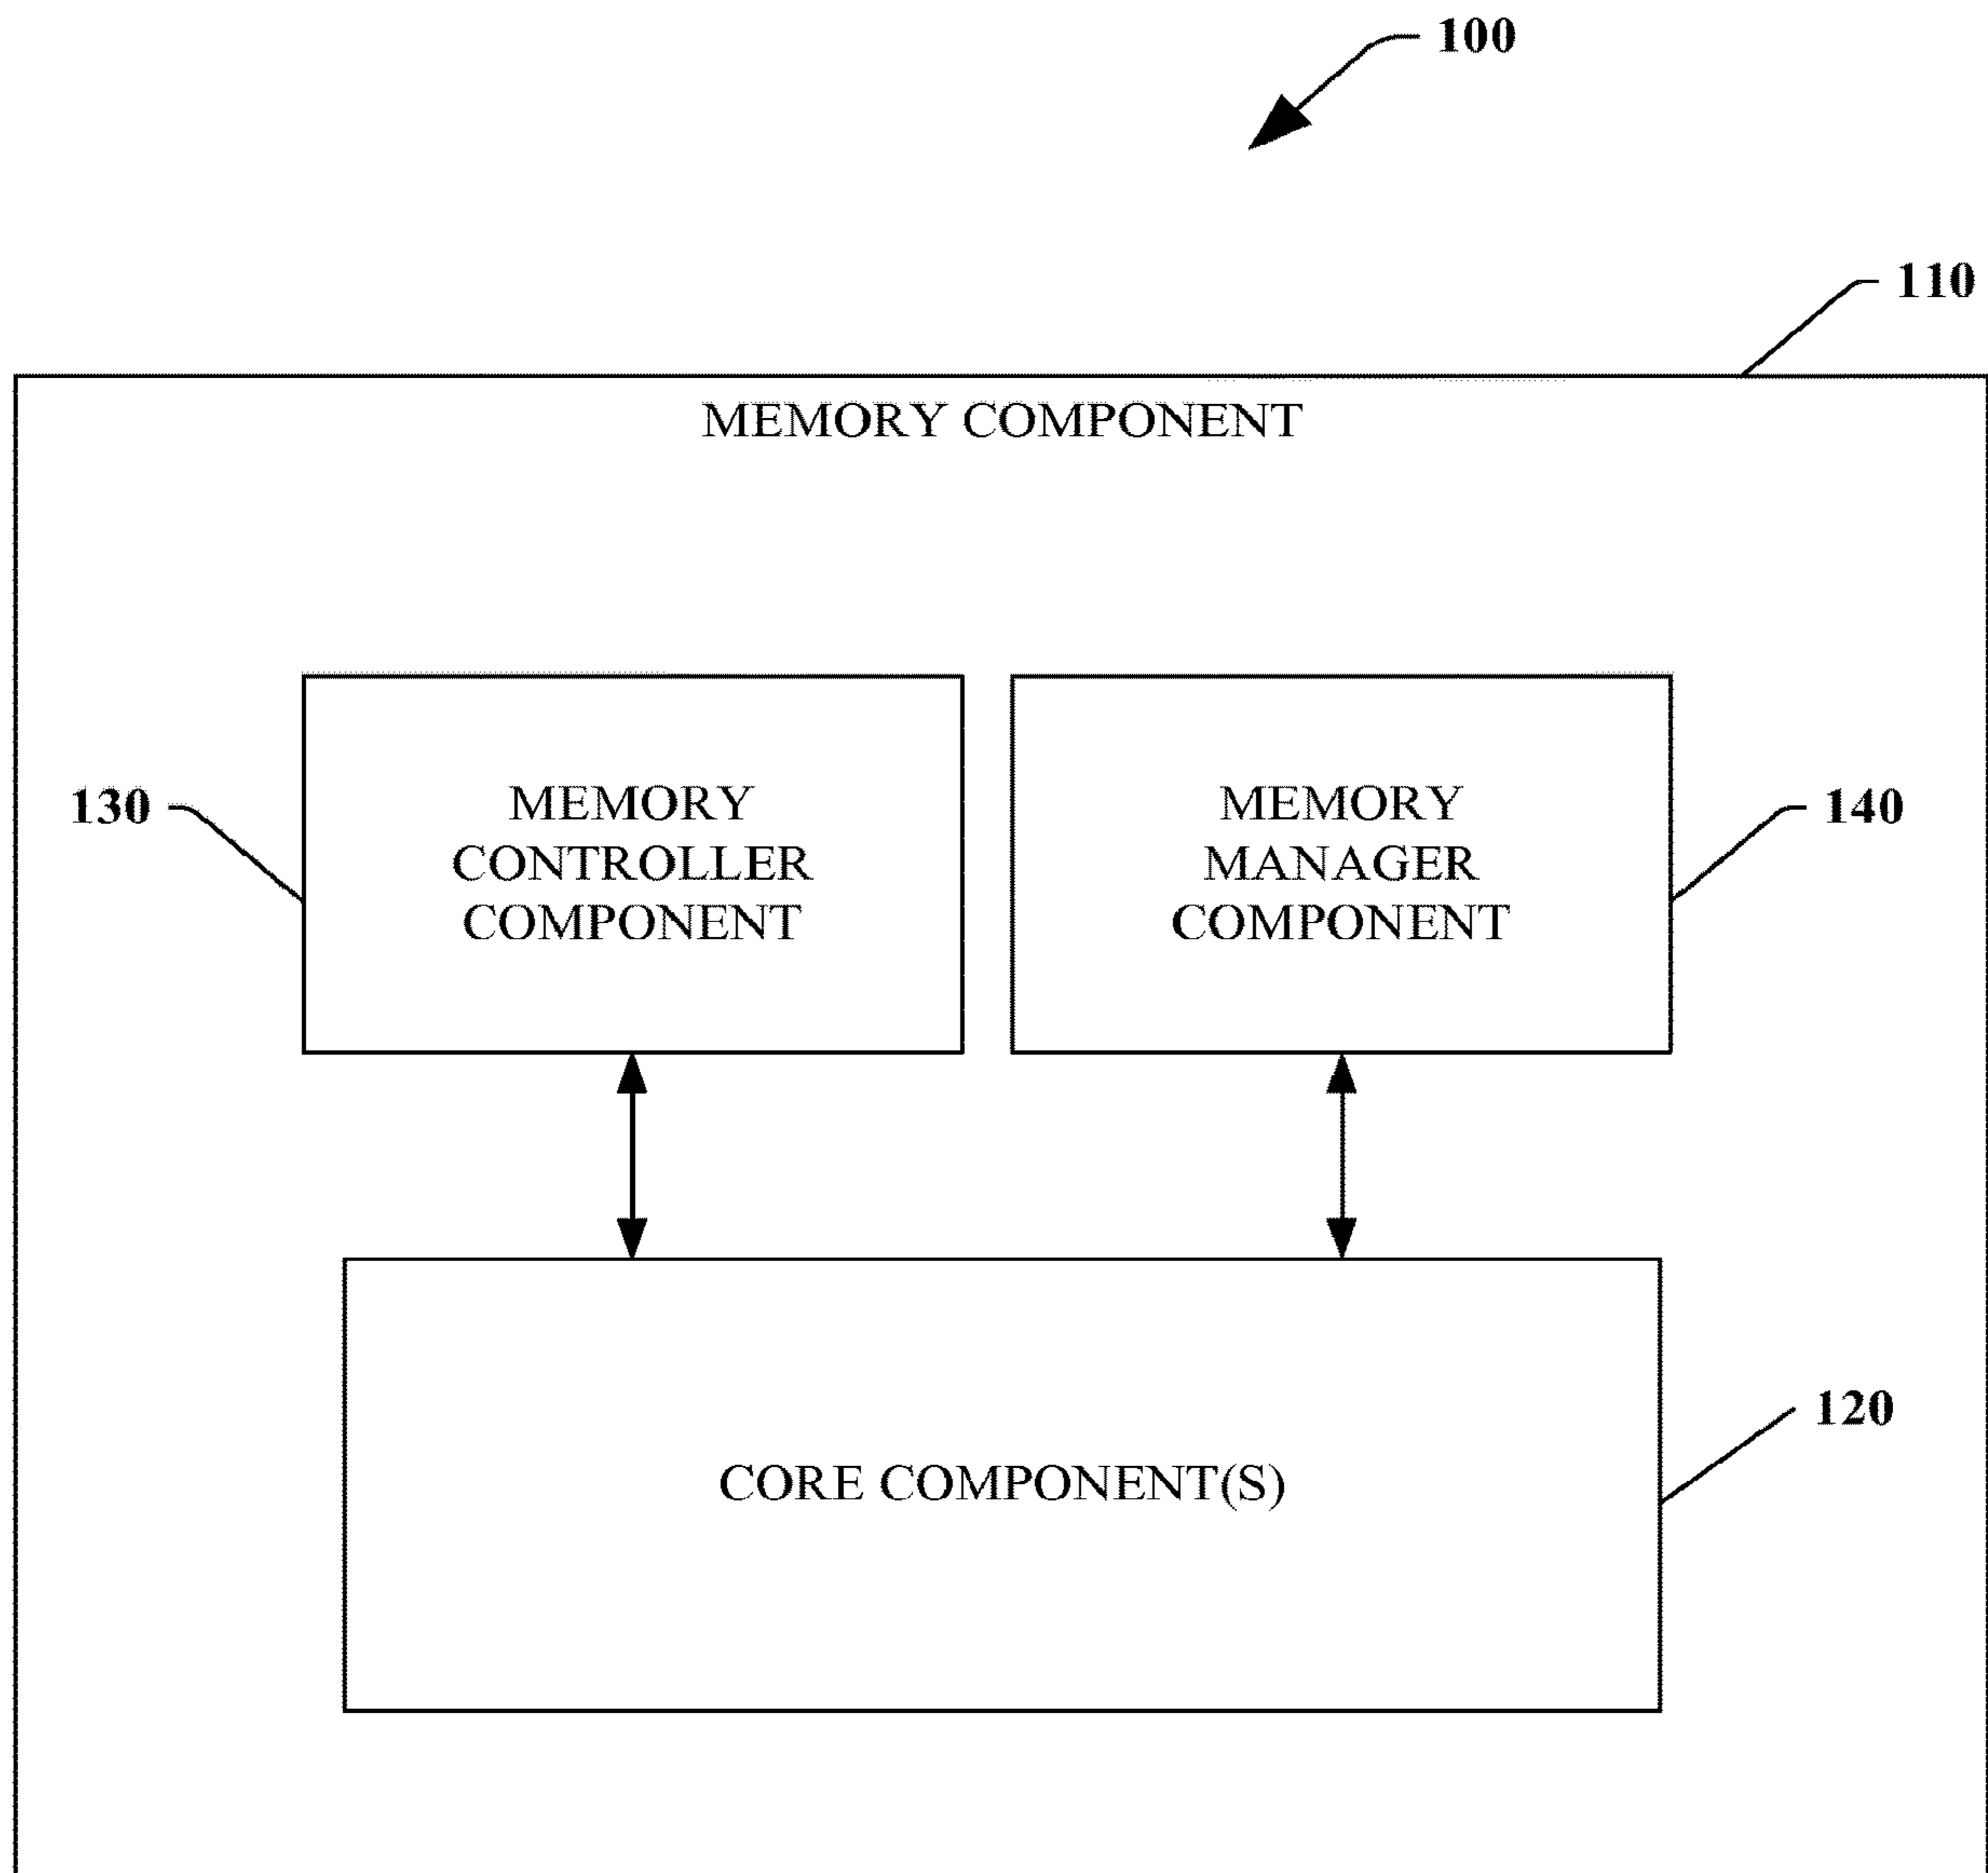 100
110
MEMORY COMPONENT
130
MEMORY
CONTROLLER
COMPONENT
MEMORY
MANAGER
COMPONENT
140
CORE COMPONENT(S)
120